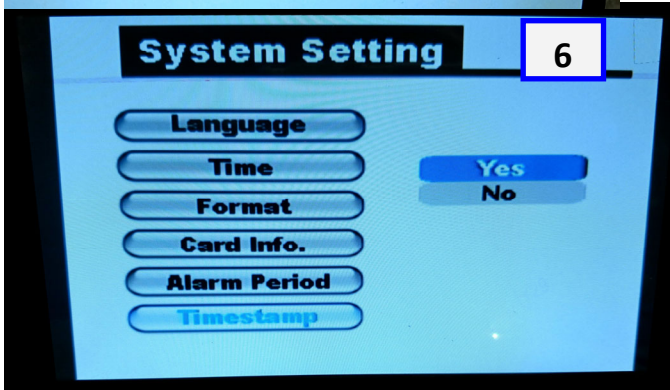 System Setting
6
Language
Time
Yes
No
Format
Card Info.
Alarm Period
Timestamp